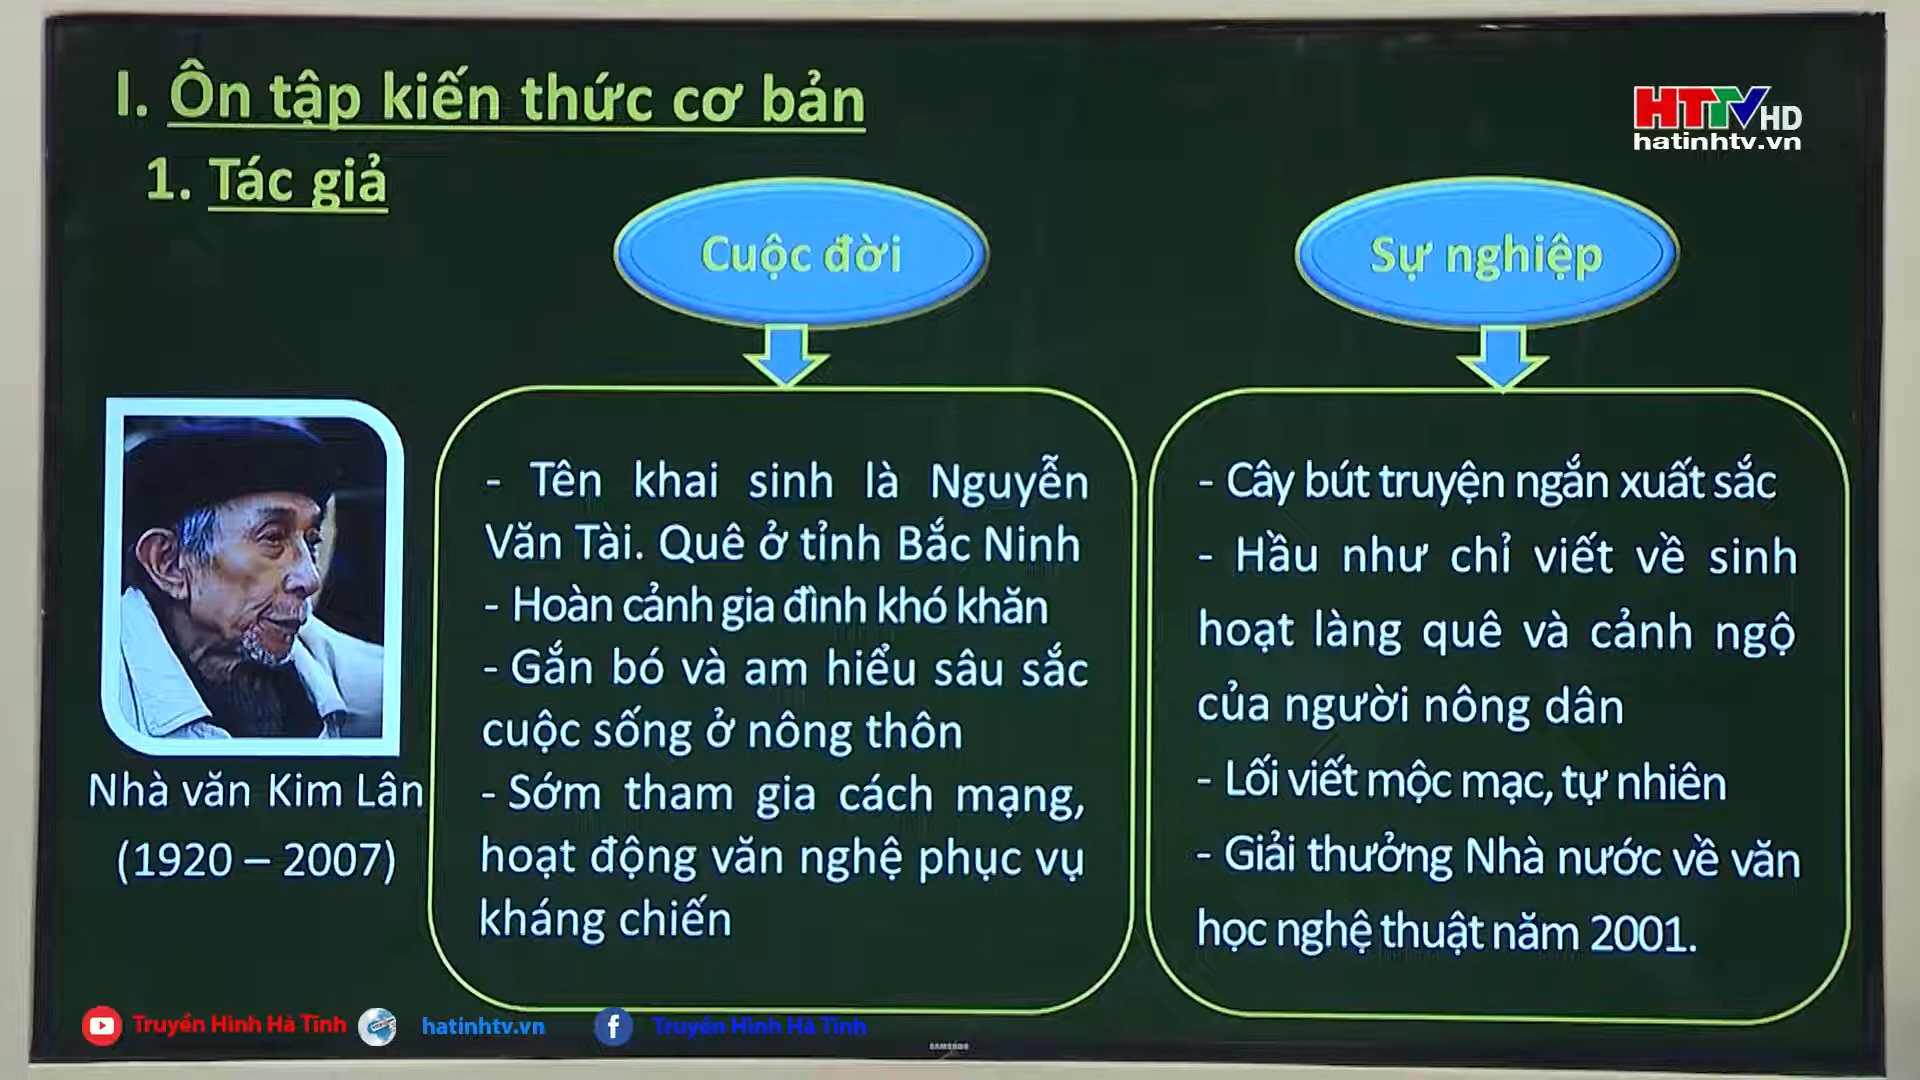 I. Ôn tập kiến thức cơ bản
HTTV HD
hatinhtv.vn
1. Tác giả
Cuộc đời
Sự nghiệp
- Tên khai sinh là Nguyễn
Văn Tài. Quê ở tỉnh Bắc Ninh
- Hoàn cảnh gia đình khó khăn
- Gắn bó và am hiểu sâu sắc
cuộc sống ở nông thôn
- Sớm tham gia cách mạng,
hoạt động văn nghệ phục vụ
kháng chiến
- Cây bút truyện ngắn xuất sắc
- Hầu như chỉ viết về sinh
hoạt làng quê và cảnh ngộ
của người nông dân
- Lối viết mộc mạc, tự nhiên
- Giải thưởng Nhà nước về văn
học nghệ thuật năm 2001.
Nhà văn Kim Lân
(1920 – 2007)
Truyền Hình Hà Tĩnh
hatinhtv.vn
Truyền Hình Hà Tĩnh
SAMSUNG